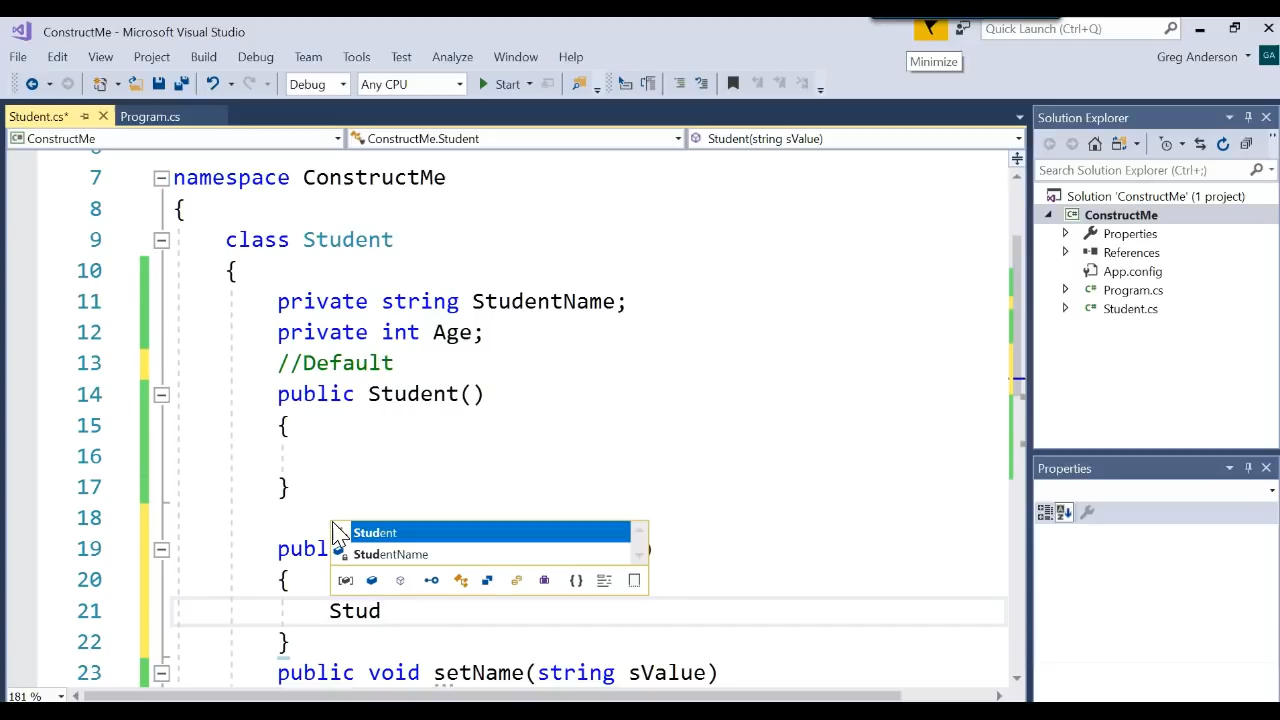 ConstructMe - Microsoft Visual Studio
Quick Launch (Ctrl+;)
File Edit View Project Build Debug Team Tools Test Analyze Window Help
Minimize
Greg Anderson
GA
Debug
Any CPU
Start
Student.cs*
Program.cs
ConstructMe
ConstructMe.Student
Student(string sValue)
7 namespace ConstructMe
8 {
9 class Student
10 {
11 private string StudentName;
12 private int Age;
13 //Default
14 public Student()
15 {
16
17 }
18
19 publ )
20 {
21 Stud
22 }
23 public void setName(string sValue)
Student
StudentName
181 %
Solution Explorer
Search Solution Explorer (Ctrl+;)
Solution 'ConstructMe' (1 project)
ConstructMe
Properties
References
App.config
Program.cs
Student.cs
Properties